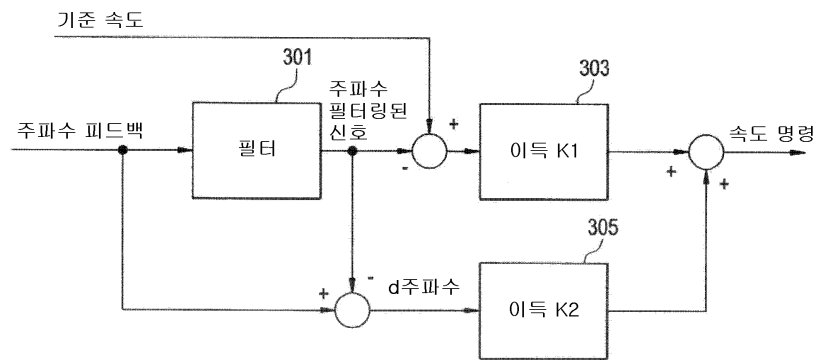 기준 속도
301
주파수
필터링된
신호
303
주파수 피드백
필터
+
-
이득 K1
속도 명령
+
+
305
-
+
d주파수
이득 K2